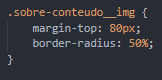 .sobre-conteudo__img {
    margin-top: 80px;
    border-radius: 50%;
}